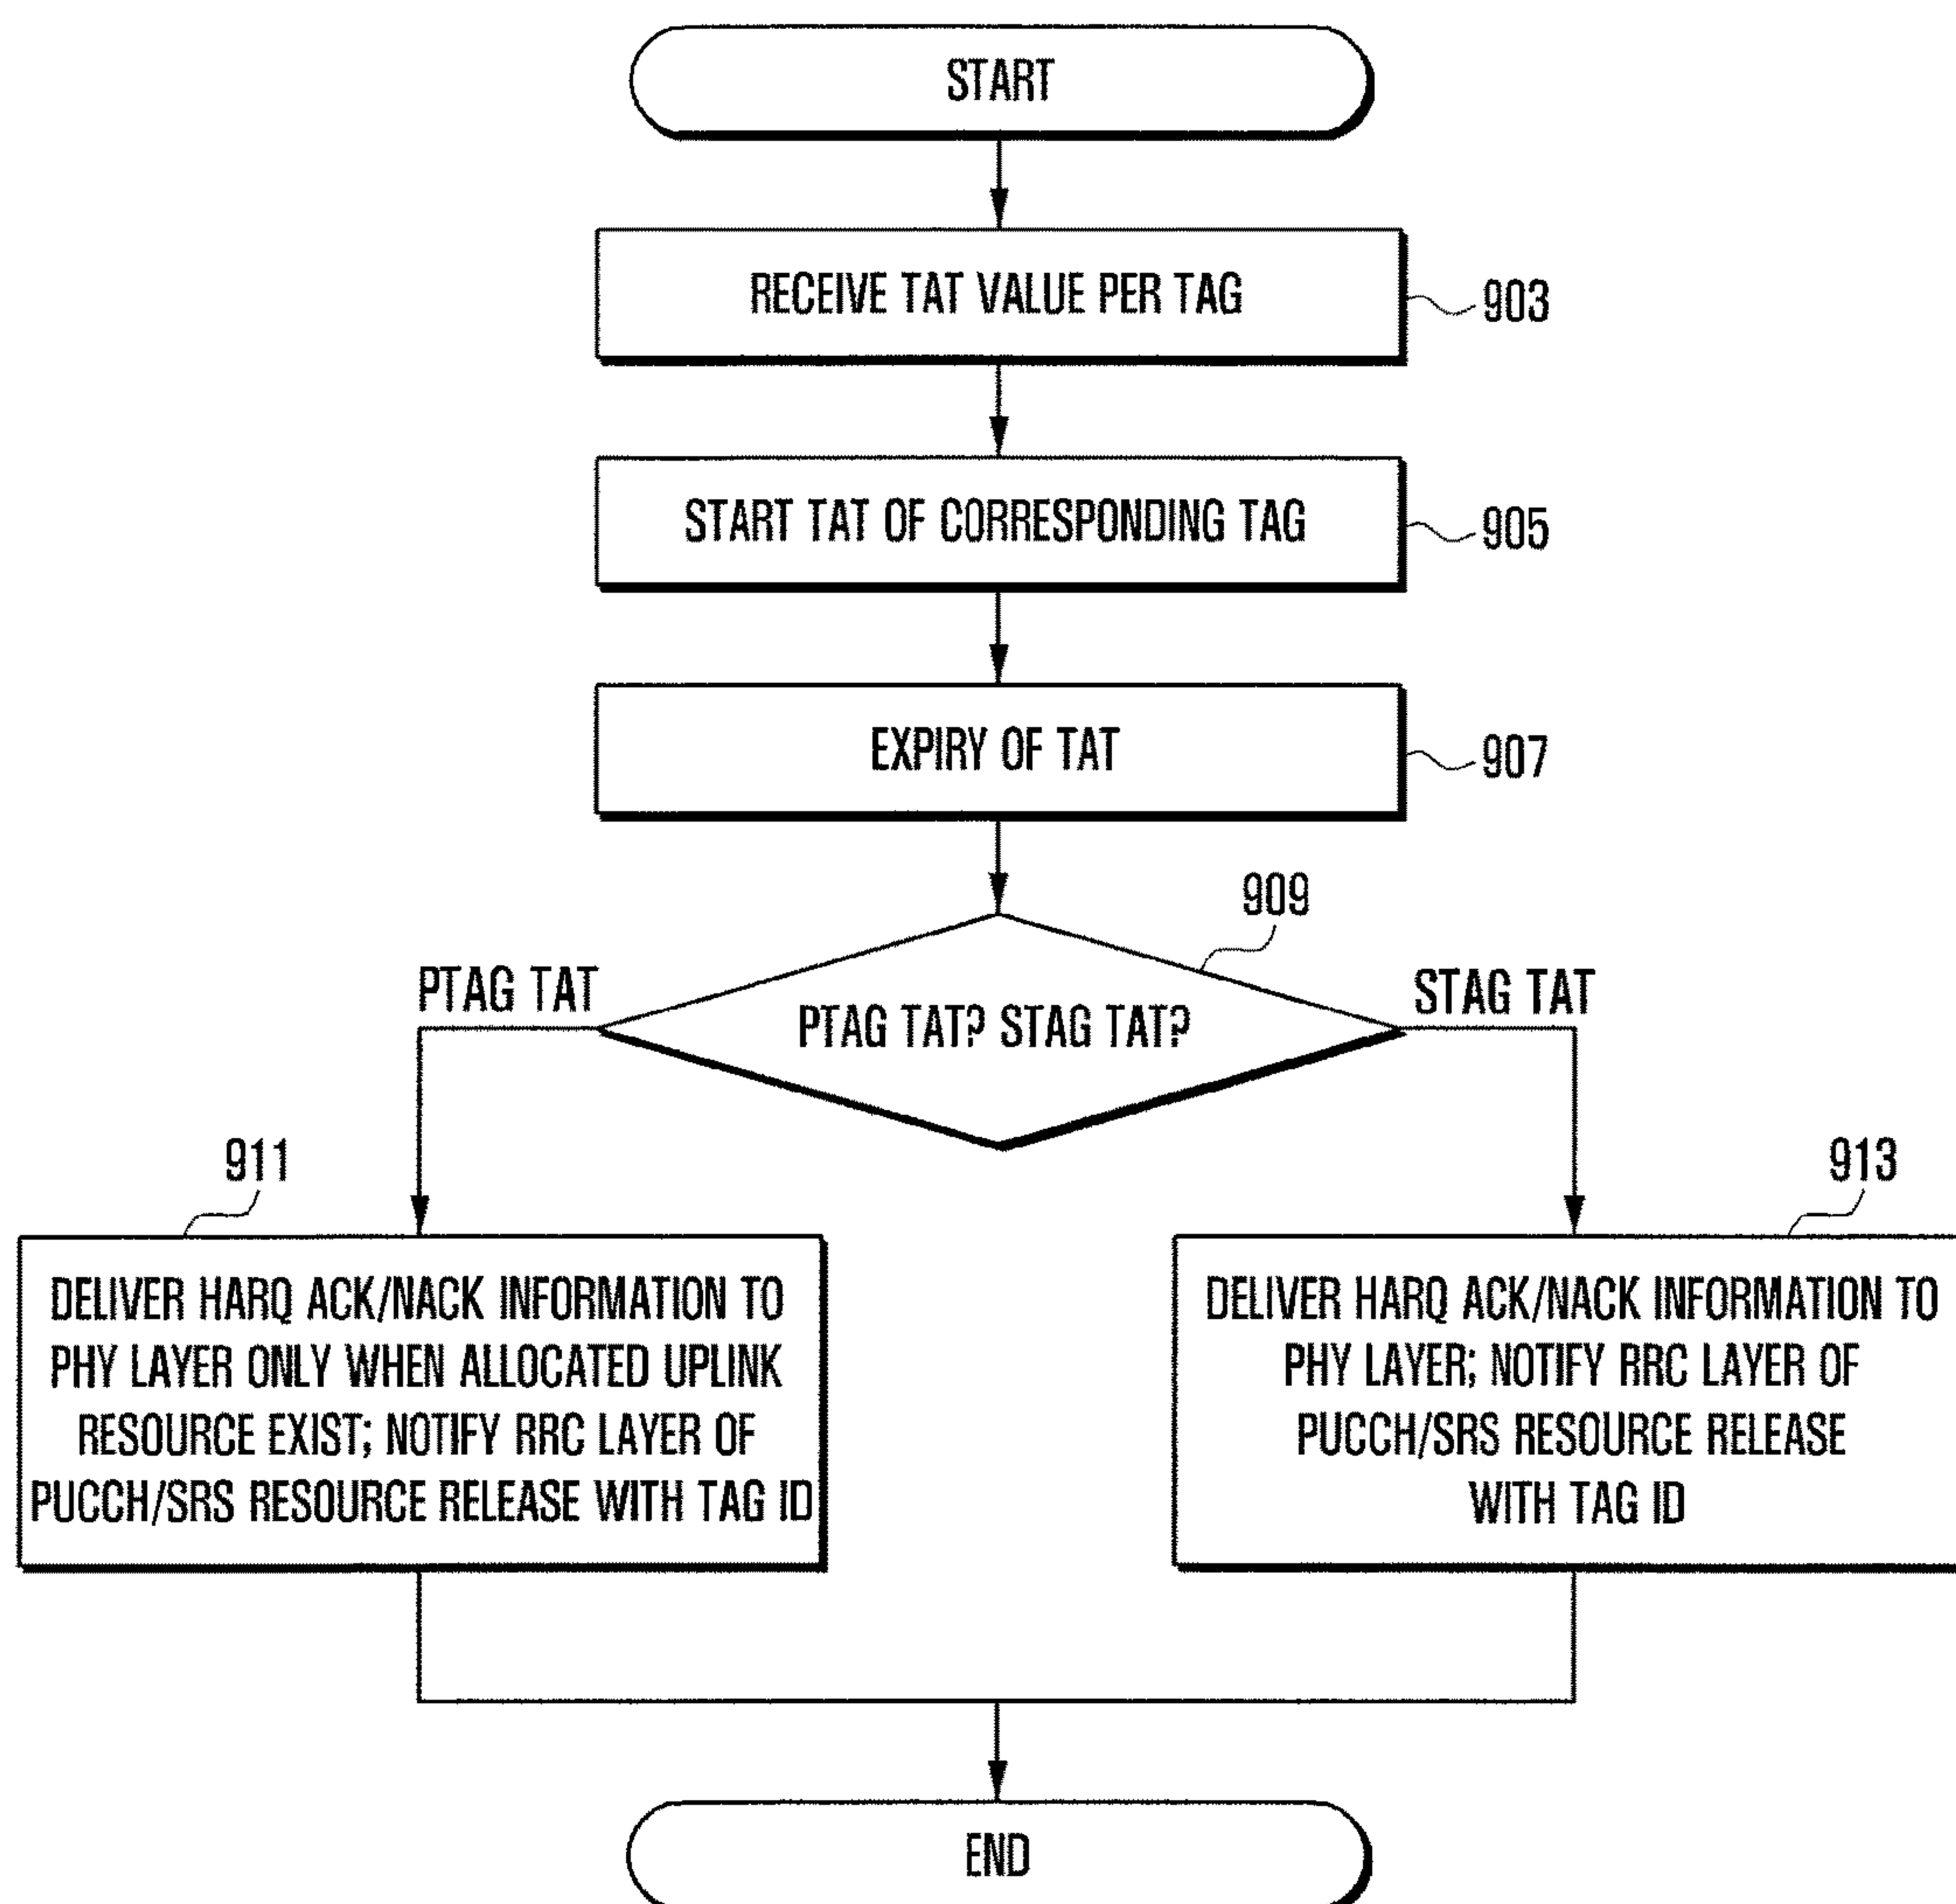 START
RECEIVE TAT VALUE PER TAG
903
START TAT OF CORRESPONDING TAG
905
EXPIRY OF TAT
907
909
PTAG TAT
PTAG TAT? STAG TAT?
STAG TAT
911
DELIVER HARQ ACK/NACK INFORMATION TO
PHY LAYER ONLY WHEN ALLOCATED UPLINK
RESOURCE EXIST; NOTIFY RRC LAYER OF
PUCCH/SRS RESOURCE RELEASE WITH TAG ID
913
DELIVER HARQ ACK/NACK INFORMATION TO
PHY LAYER; NOTIFY RRC LAYER OF
PUCCH/SRS RESOURCE RELEASE
WITH TAG ID
END